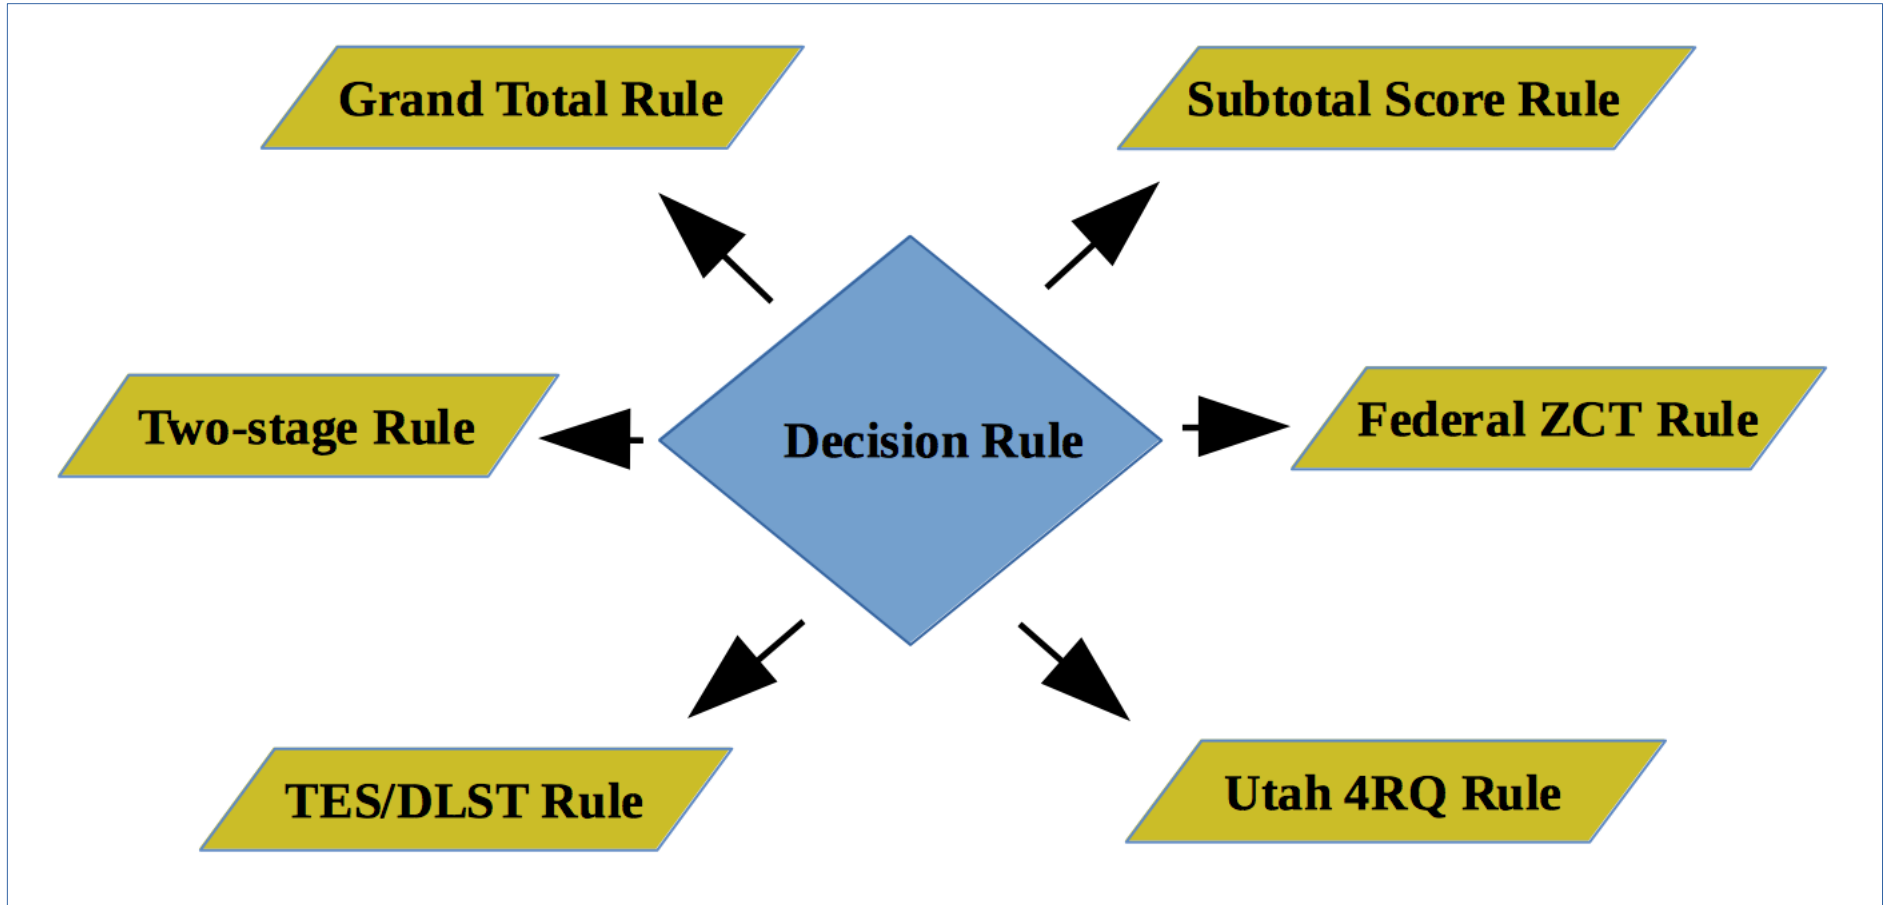 Grand Total Rule
Subtotal Score Rule
Two-stage Rule
Decision Rule
Federal ZCT Rule
TES/DLST Rule
Utah 4RQ Rule